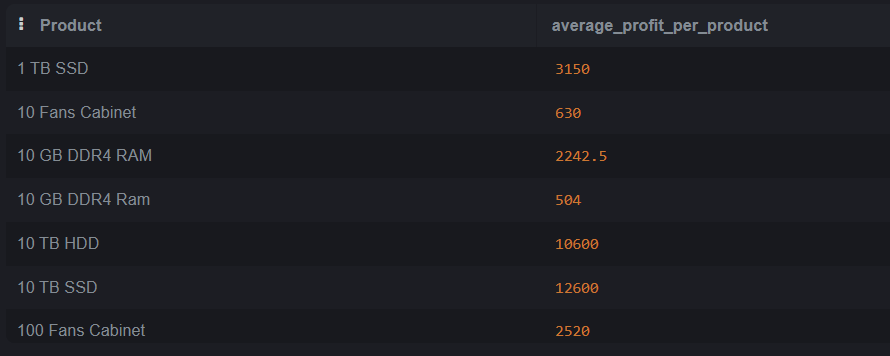 Product average_profit_per_product
1 TB SSD 3150
10 Fans Cabinet 630
10 GB DDR4 RAM 2242.5
10 GB DDR4 Ram 504
10 TB HDD 10600
10 TB SSD 12600
100 Fans Cabinet 2520